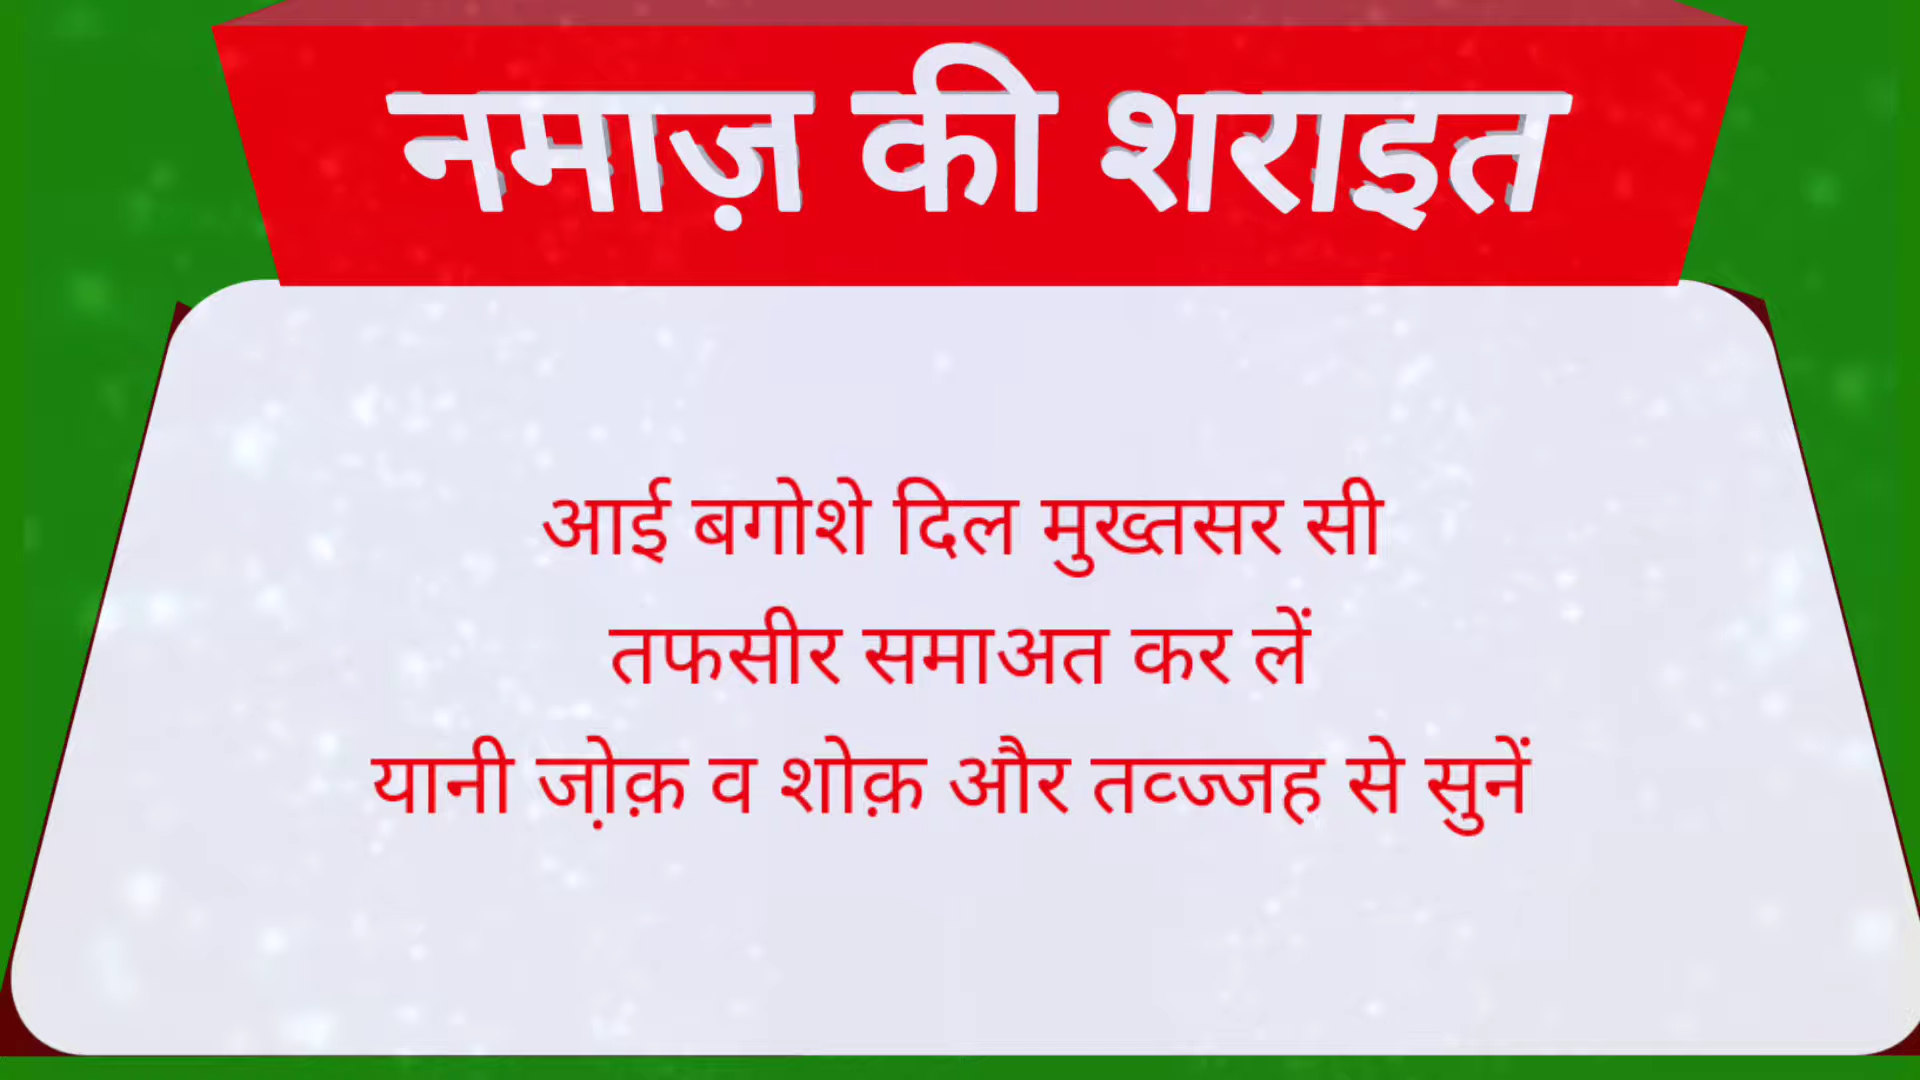 नमाज़ की शराइत
आई बगोशे दिल मुख्तसर सी
तफसीर समाअत कर लें
यानी जो़क़ व शोक़ और तव्ज्जह से सुनें